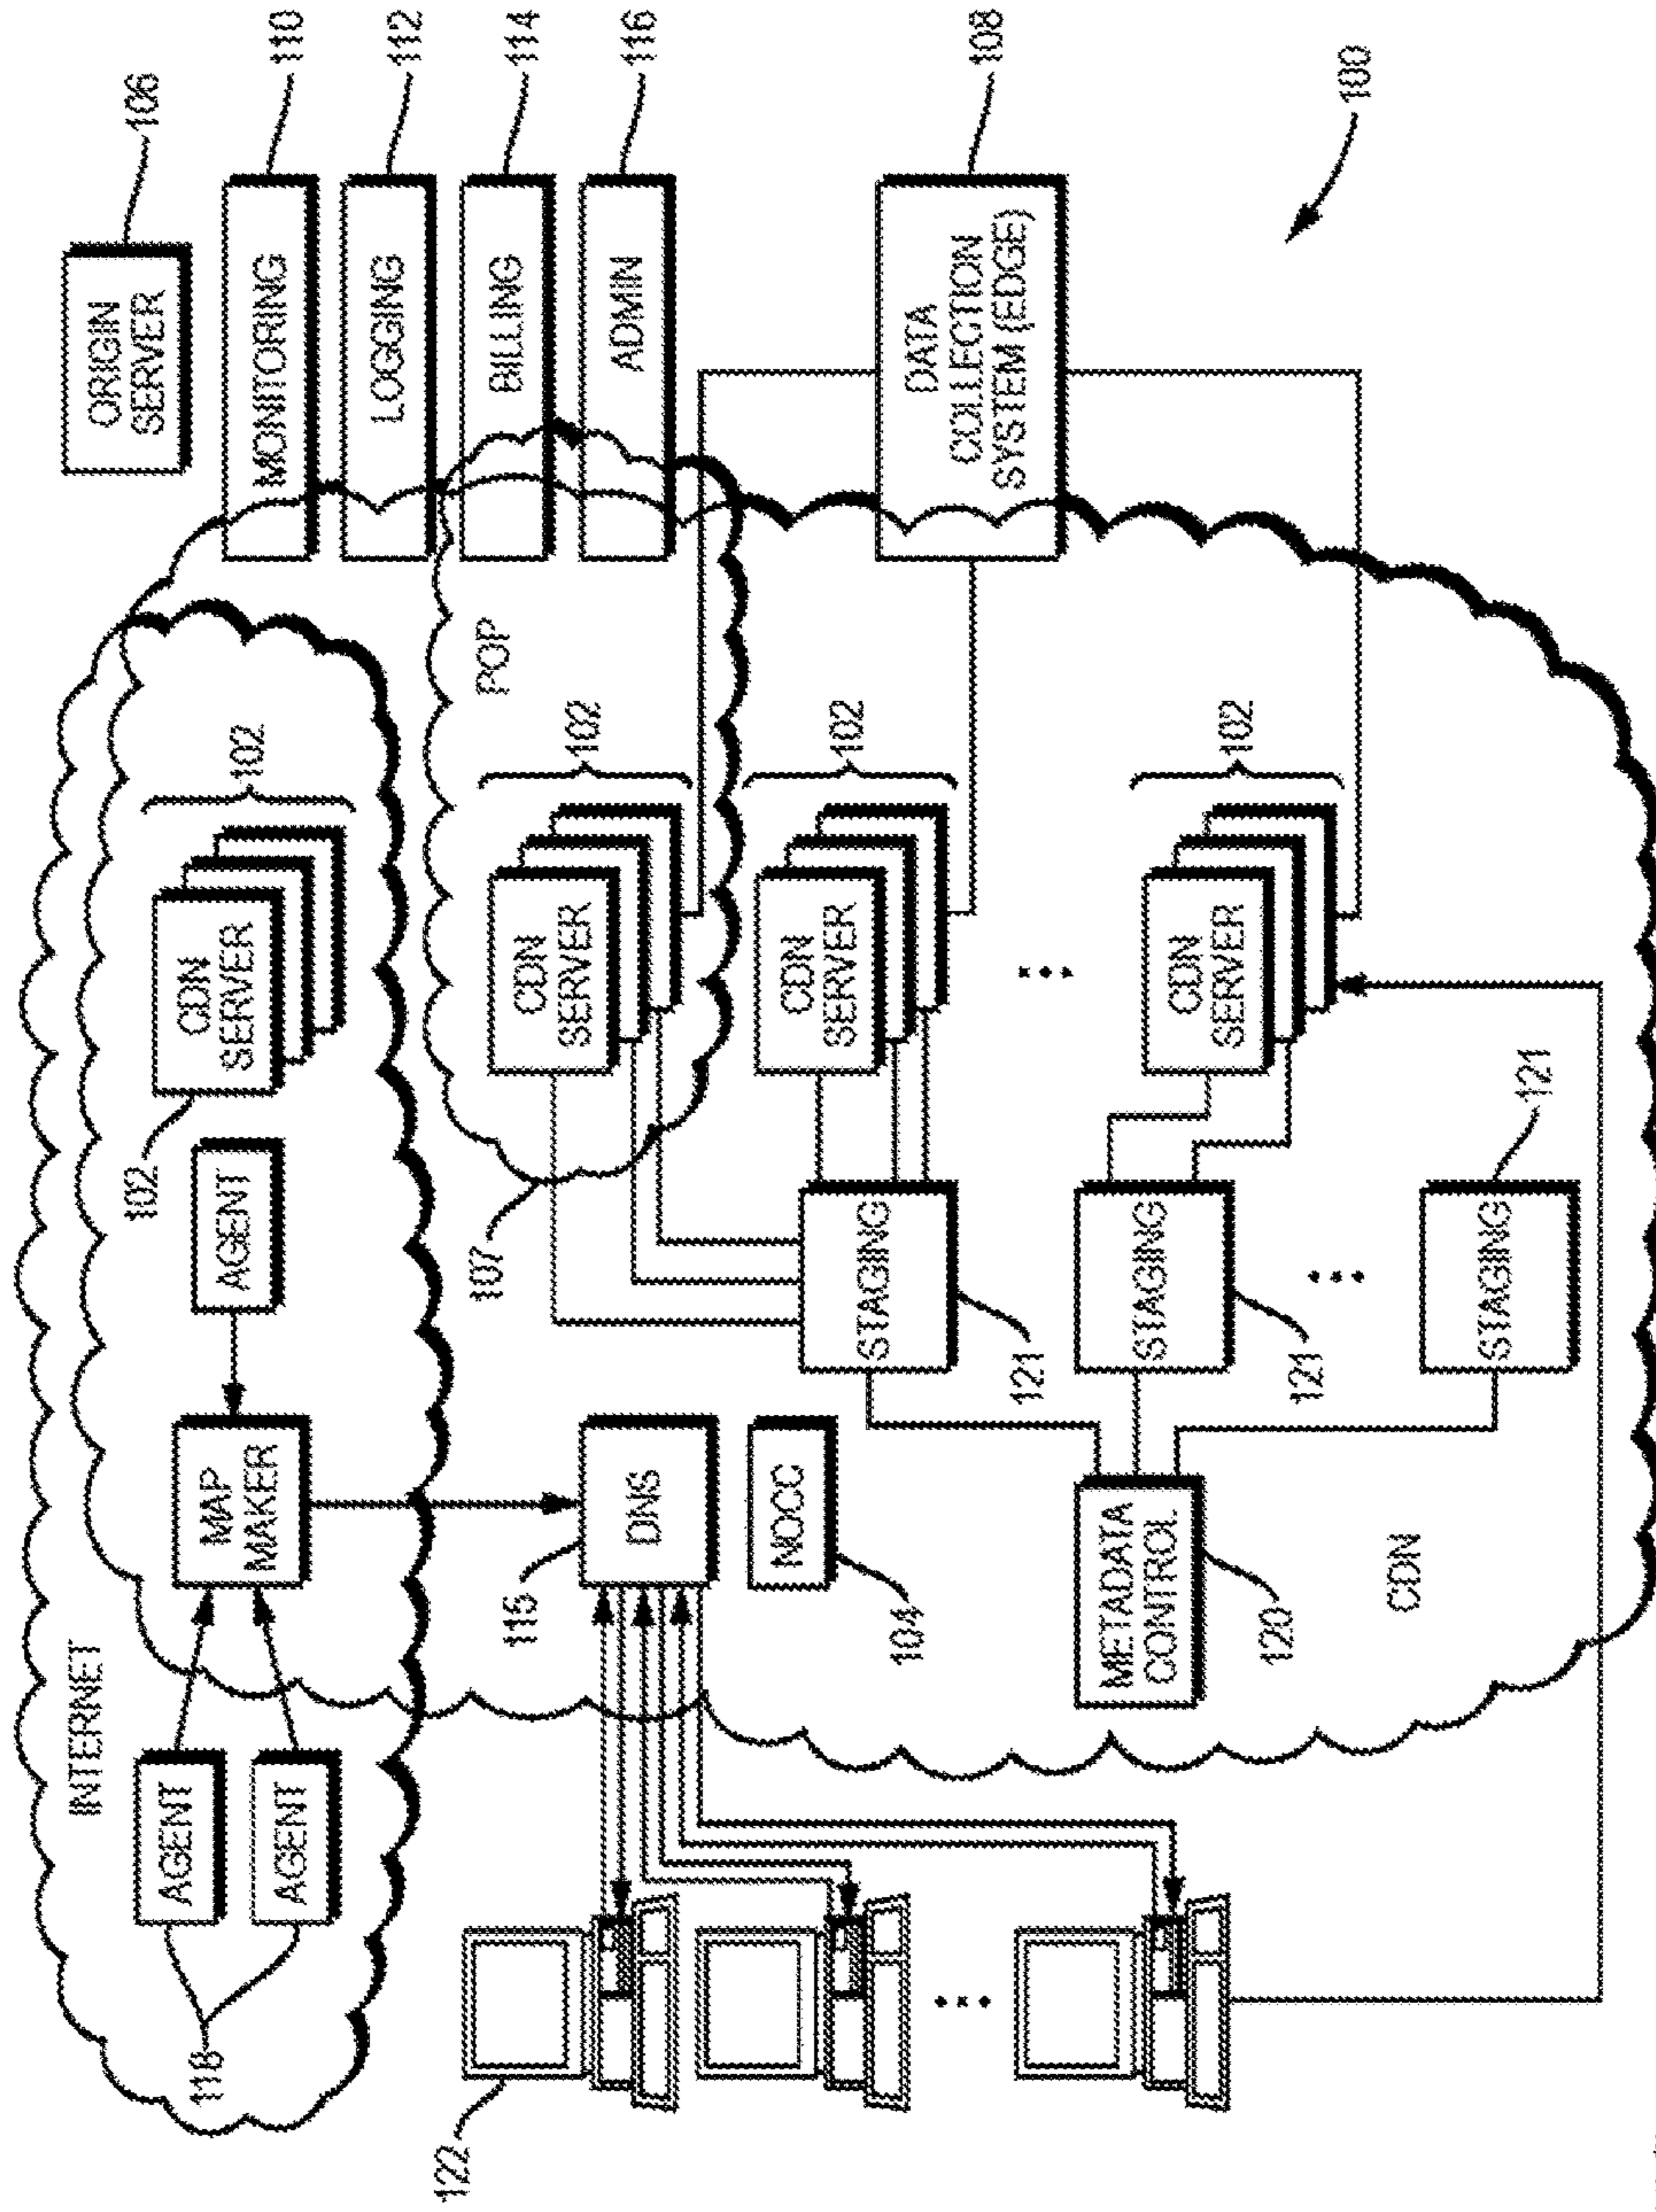 INTERNET
ORIGIN
SERVER
106
AGENT
AGENT
118
MAP
MAKER
AGENT
102
CDN
SERVER
102
MONITORING
110
LOGGING
112
BILLING
114
ADMIN
116
122
115
DNS
NOCC
104
107
CDN
SERVER
102
POP
CDN
SERVER
102
DATA
COLLECTION
SYSTEM (EDGE)
108
STAGING
121
METADATA
CONTROL
120
STAGING
121
CDN
SERVER
102
STAGING
121
CDN
100